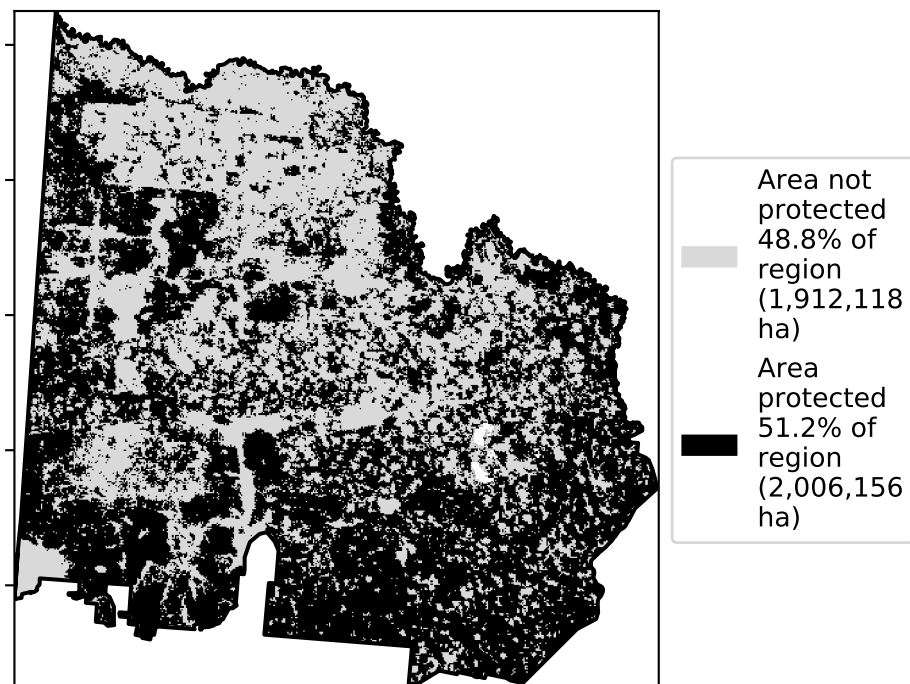 Area not
protected
48.8% of
region
(1,912,118
ha)
Area
protected
51.2% of
region
(2,006,156
ha)